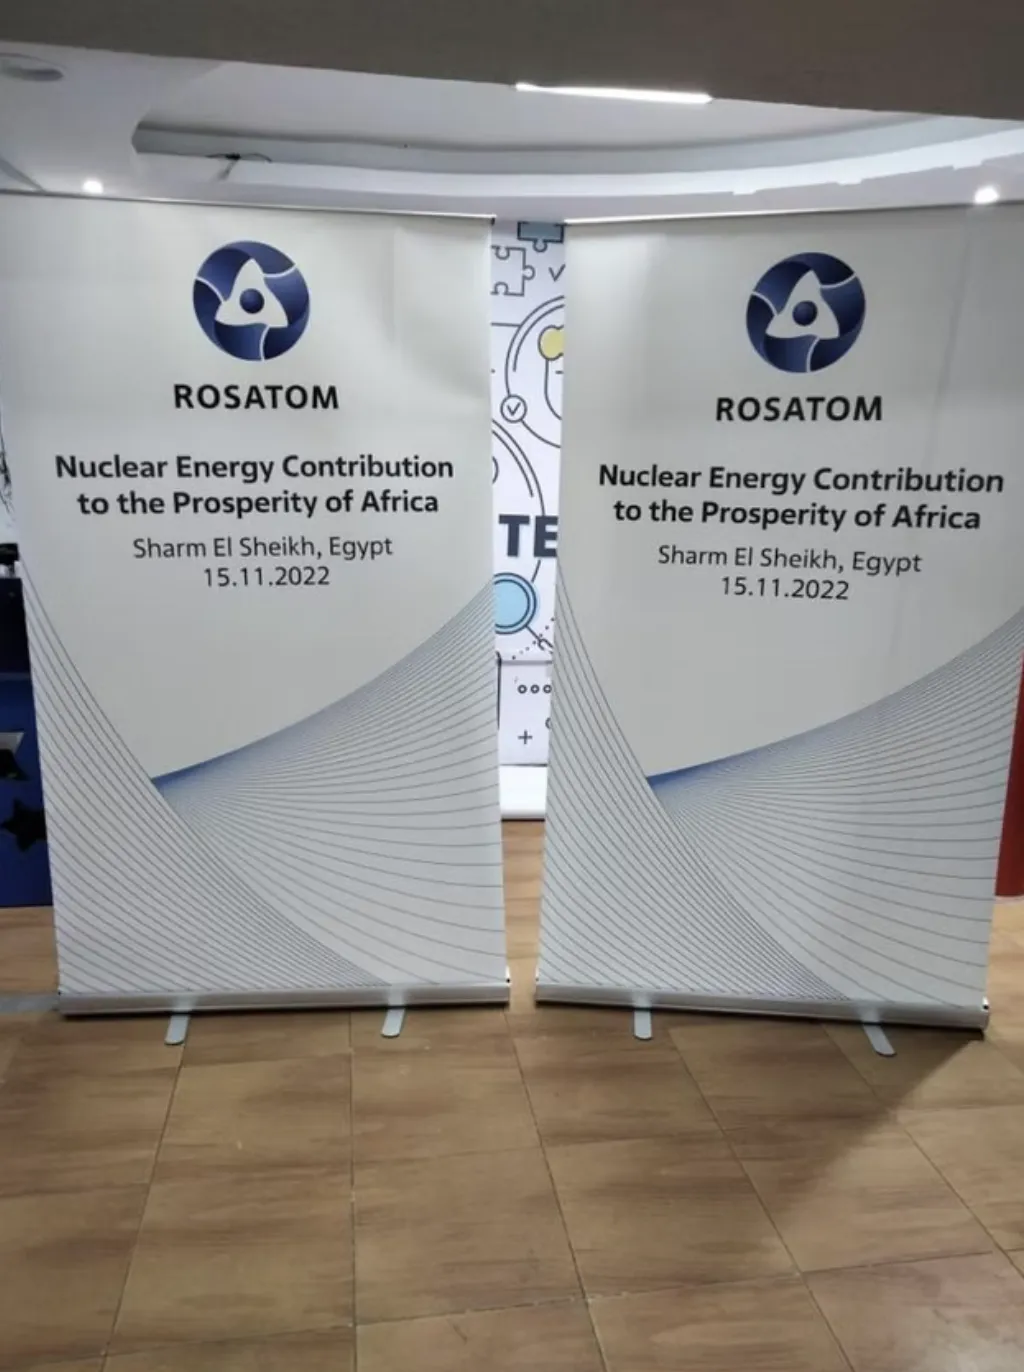 ROSATOM
Nuclear Energy Contribution
to the Prosperity of Africa
Sharm El Sheikh, Egypt
15.11.2022
TE
ROSATOM
Nuclear Energy Contribution
to the Prosperity of Africa
Sharm El Sheikh, Egypt
15.11.2022